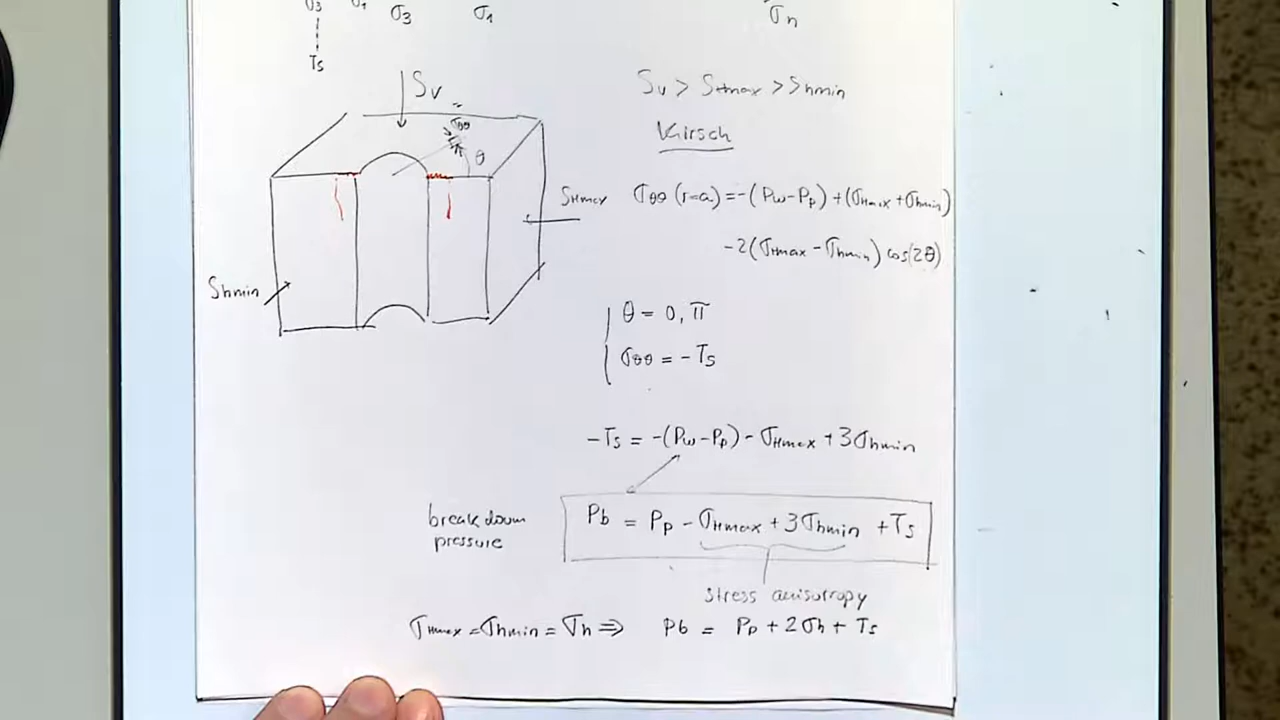 σ3 σ1 σ3 σ1 σn
Ts
Sv
σθθ
θ
SHmax
Shmin
Sv > SHmax > Shmin
Kirsch
σθθ (r=a) = -(Pw-Pp) + (σHmax + σhmin)
-2(σHmax - σhmin) cos(2θ)
θ = 0, π
σθθ = - Ts
-Ts = -(Pw-Pp) - σHmax + 3σhmin
breakdown
pressure
Pb = Pp - σHmax + 3σhmin + Ts
stress anisotropy
σHmax = σhmin = σh ⇒ Pb = Pp + 2σh + Ts